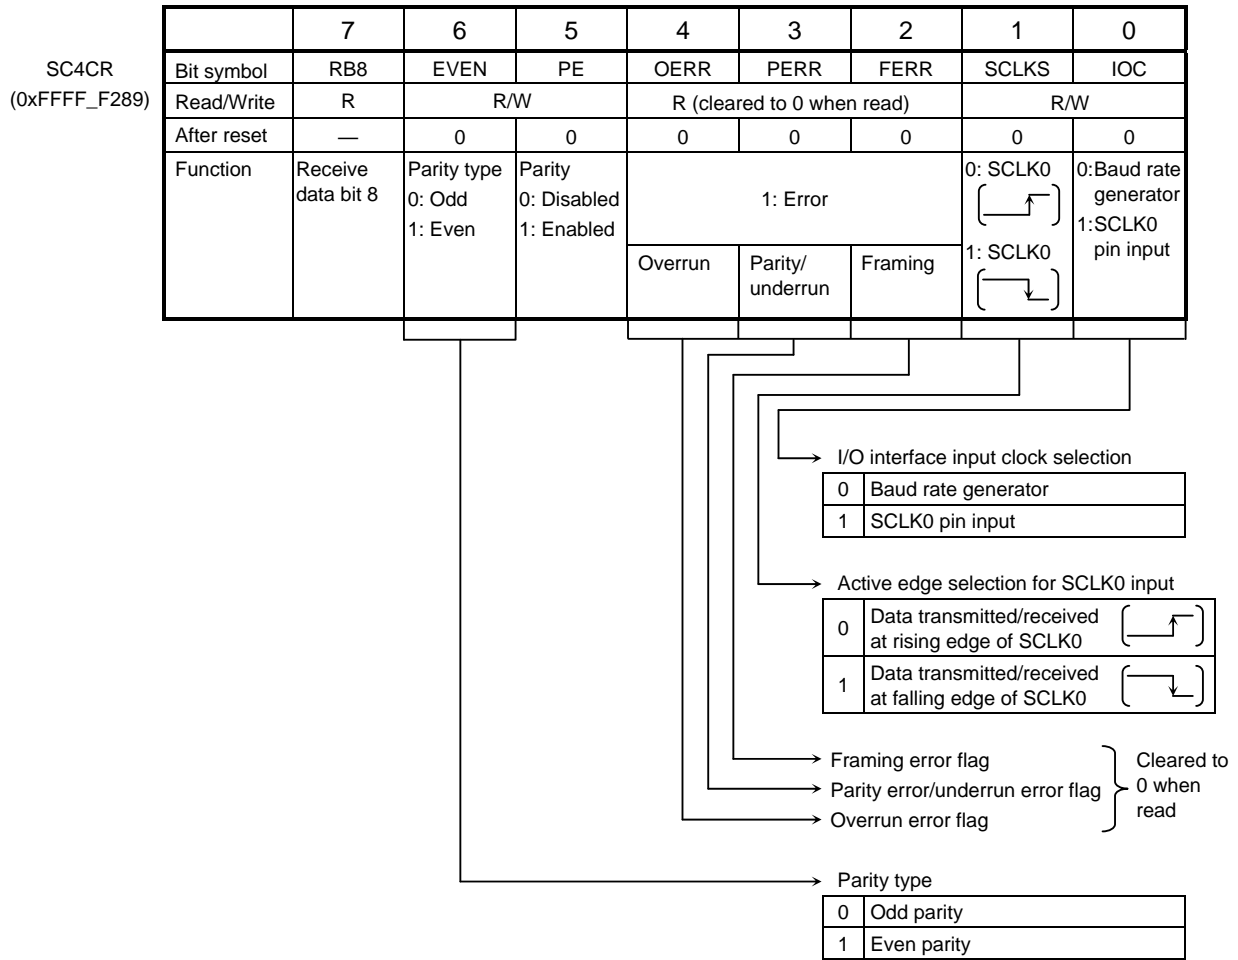 7 6 5 4 3 2 1 0
SC4CR
(0xFFFF_F289)
Bit symbol RB8 EVEN PE OERR PERR FERR SCLKS IOC
Read/Write R R/W R (cleared to 0 when read) R/W
After reset — 0 0 0 0 0 0 0
Function
Receive
data bit 8
Parity type
0: Odd
1: Even
Parity
0: Disabled
1: Enabled
1: Error
Overrun
Parity/
underrun
Framing
0: SCLK0
1: SCLK0
0:Baud rate
generator
1:SCLK0
pin input
I/O interface input clock selection
0 Baud rate generator
1 SCLK0 pin input
Active edge selection for SCLK0 input
0 Data transmitted/received
at rising edge of SCLK0
1 Data transmitted/received
at falling edge of SCLK0
Framing error flag
Parity error/underrun error flag
Overrun error flag
Cleared to
0 when
read
Parity type
0 Odd parity
1 Even parity